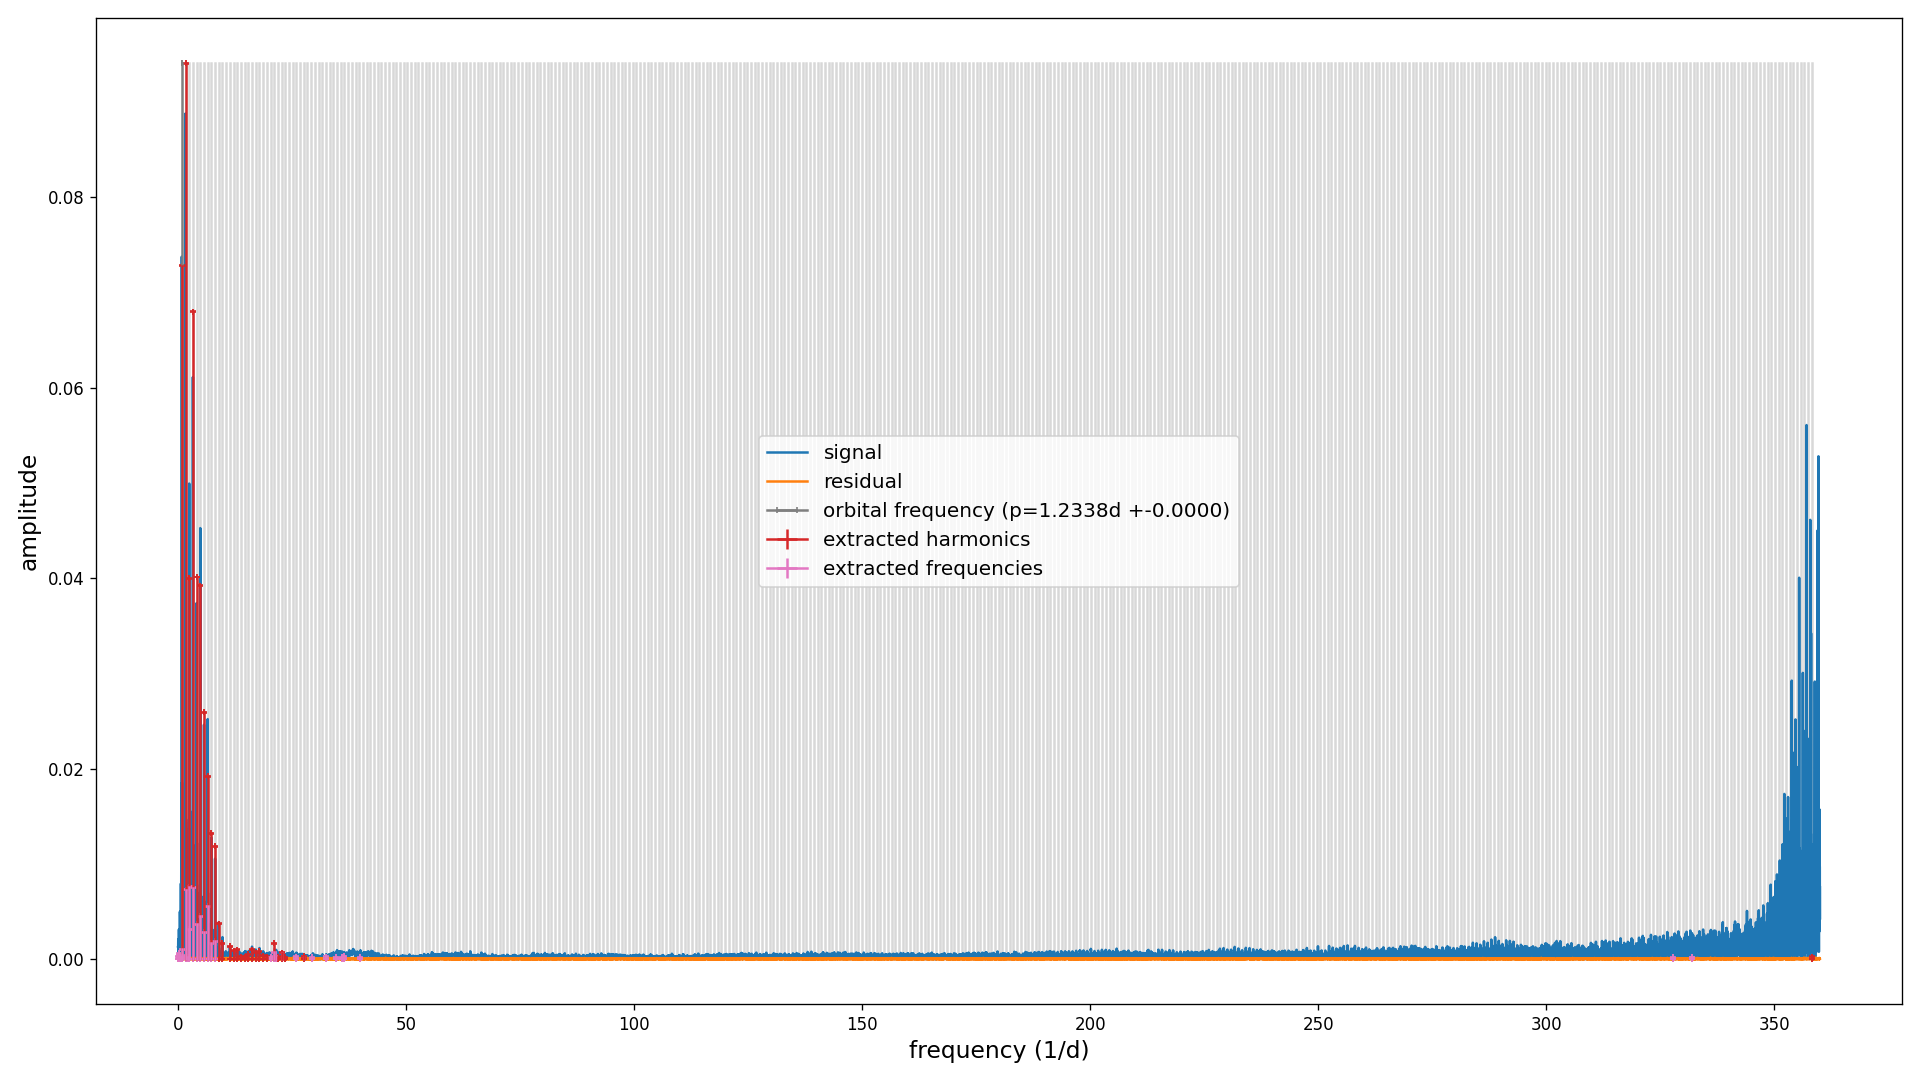 0.08
0.06
0.04
0.02
0.00
amplitude
signal
residual
orbital frequency (p=1.2338d +-0.0000)
extracted harmonics
extracted frequencies
0 50 100 150 200 250 300 350
frequency (1/d)